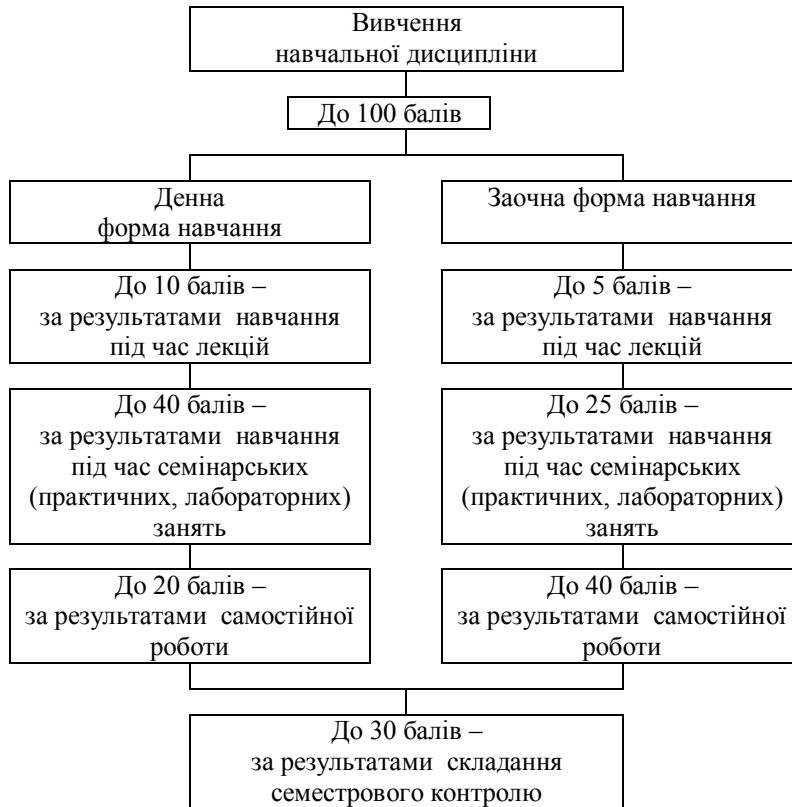 Вивчення
навчальної дисципліни
До 100 балів
Денна
форма навчання
До 10 балів –
за результатами навчання
під час лекцій
До 40 балів –
за результатами навчання
під час семінарських
(практичних, лабораторних)
занять
До 20 балів –
за результатами самостійної
роботи
Заочна форма навчання
До 5 балів –
за результатами навчання
під час лекцій
До 25 балів –
за результатами навчання
під час семінарських
(практичних, лабораторних)
занять
До 40 балів –
за результатами самостійної
роботи
До 30 балів –
за результатами складання
семестрового контролю